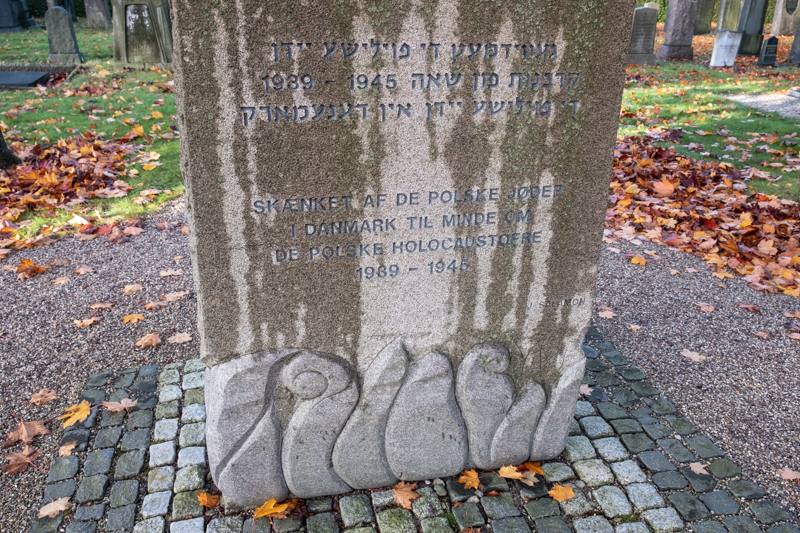 געווידמעט די פוילישע יידן
קרבנות פון שאה 1945 - 1939
די פוילישע יידן אין דענעמארק
SKÆNKET AF DE POLSKE JØDER
I DANMARK TIL MINDE OM
DE POLSKE HOLOCAUSTOFRE
1939 - 1945